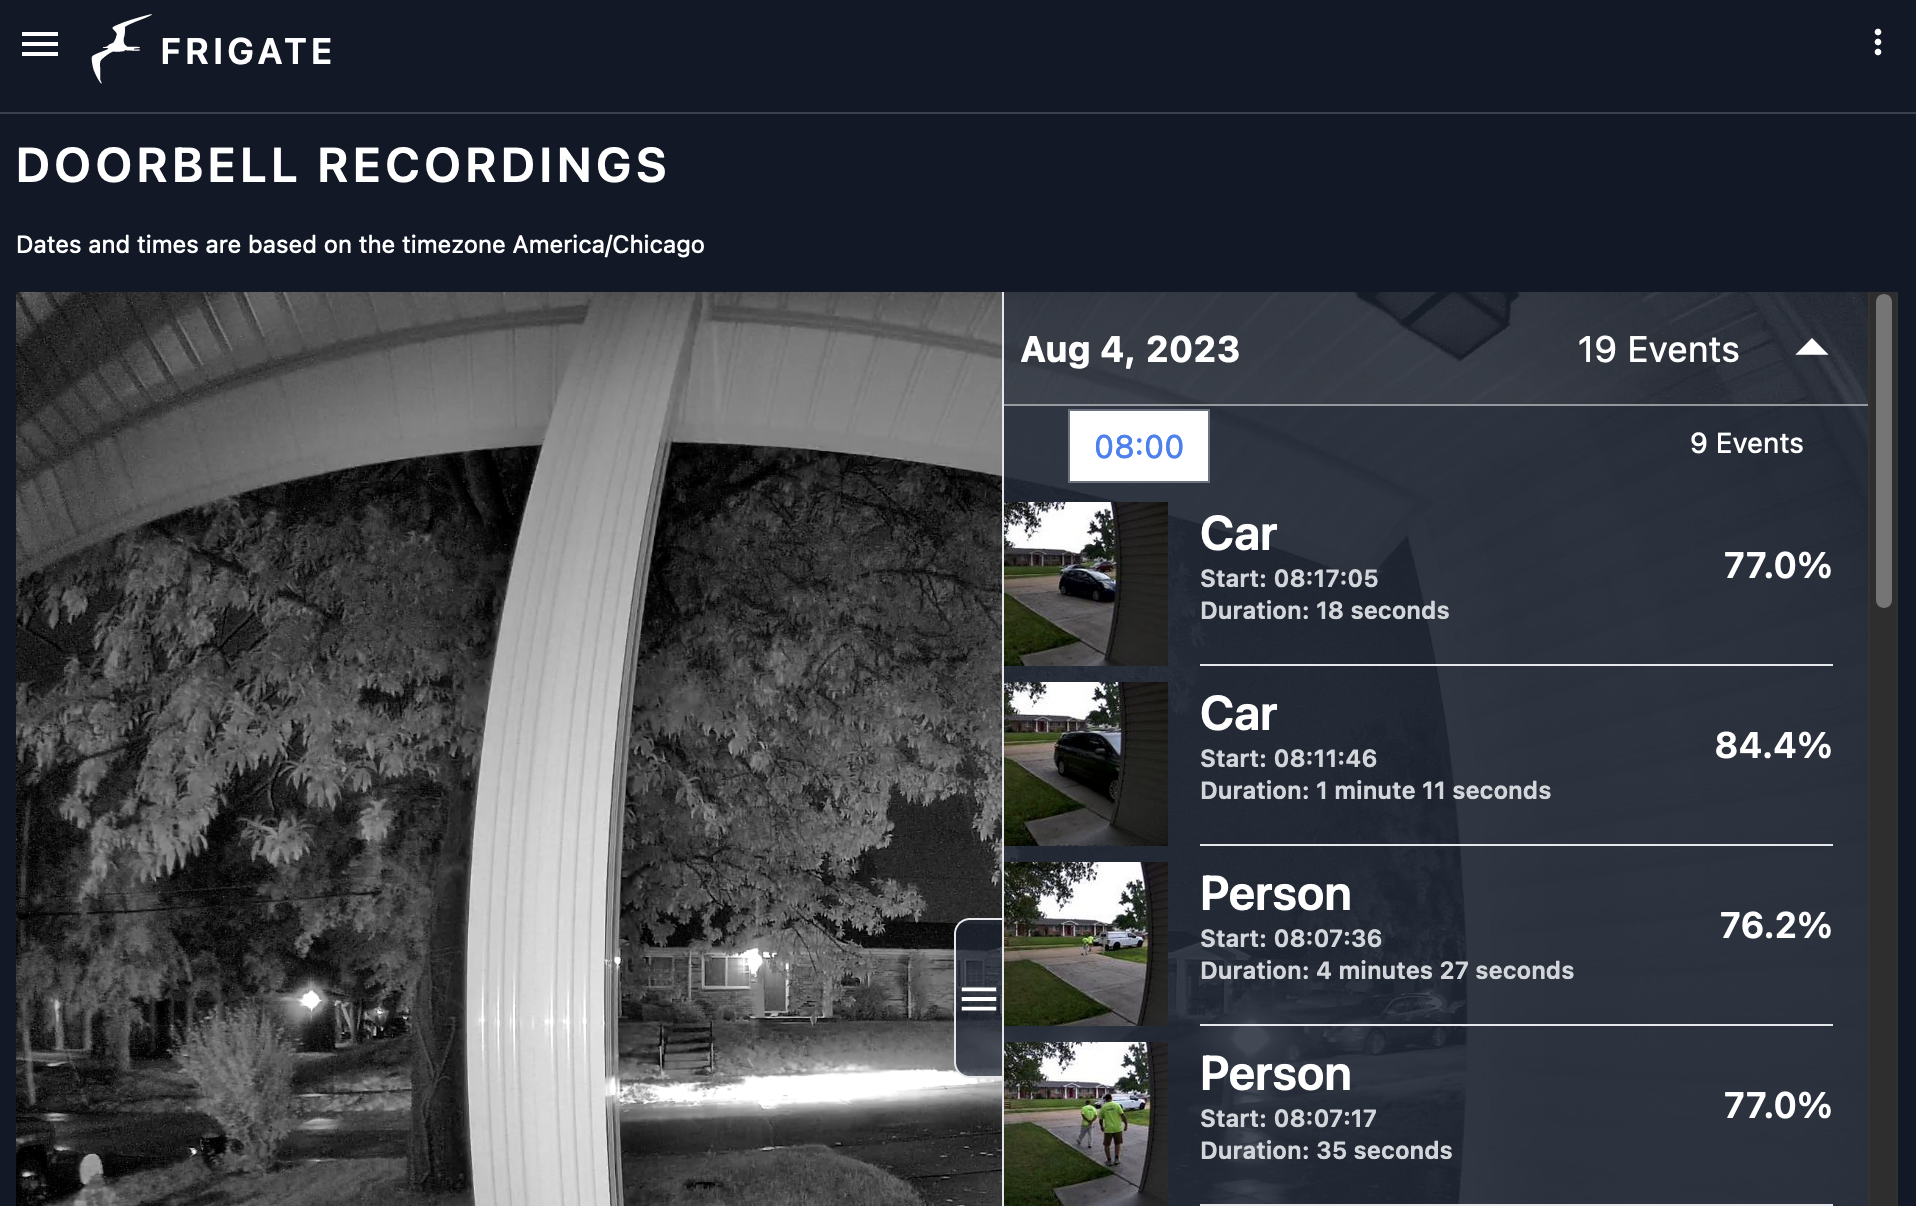 FRIGATE
DOORBELL RECORDINGS
Dates and times are based on the timezone America/Chicago
Aug 4, 2023
19 Events
08:00
9 Events
Car
Start: 08:17:05
Duration: 18 seconds
77.0%
Car
Start: 08:11:46
Duration: 1 minute 11 seconds
84.4%
Person
Start: 08:07:36
Duration: 4 minutes 27 seconds
76.2%
Person
Start: 08:07:17
Duration: 35 seconds
77.0%